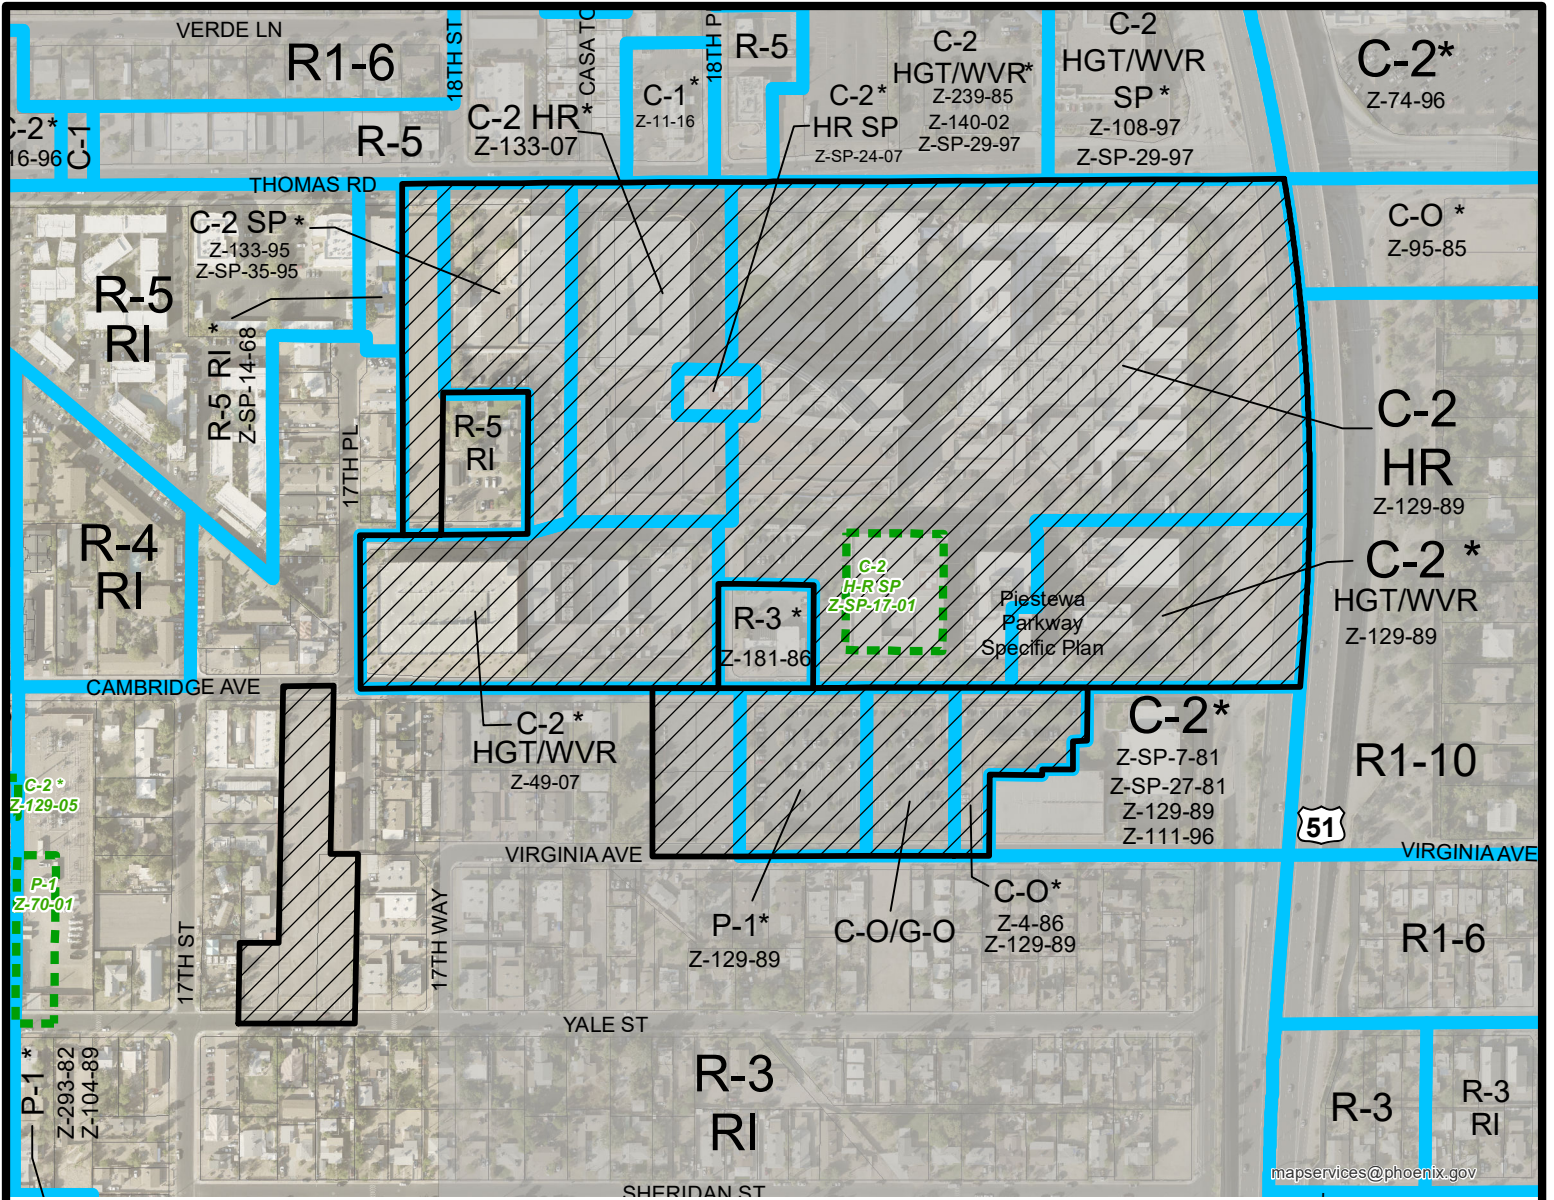 VERDE LN
R1-6
18TH ST
CASA TO
18TH P
R-5
C-2
HGT/WVR*
Z-239-85
Z-140-02
Z-SP-29-97
C-2
HGT/WVR
SP *
Z-108-97
Z-SP-29-97
C-2*
Z-74-96
C-2*
16-96
C-1
R-5
C-2 HR*
Z-133-07
C-1*
Z-11-16
C-2*
HR SP
Z-SP-24-07
THOMAS RD
C-2 SP *
Z-133-95
Z-SP-35-95
C-O *
Z-95-85
R-5
RI
R-5 RI *
Z-SP-14-68
17TH PL
R-5
RI
C-2
HR
Z-129-89
R-4
RI
C-2 *
HGT/WVR
Z-129-89
C-2
H-R SP
Z-SP-17-01
Piestewa
Parkway
Specific Plan
R-3 *
Z-181-86
CAMBRIDGE AVE
C-2 *
HGT/WVR
Z-49-07
C-2*
Z-SP-7-81
Z-SP-27-81
Z-129-89
Z-111-96
R1-10
C-2 *
Z-129-05
51
VIRGINIA AVE
VIRGINIA AVE
P-1
Z-70-01
17TH ST
17TH WAY
P-1*
Z-129-89
C-O/G-O
C-O*
Z-4-86
Z-129-89
R1-6
YALE ST
P-1 *
Z-293-82
Z-104-89
R-3
RI
R-3
R-3
RI
mapservices@phoenix.gov
SHERIDAN ST